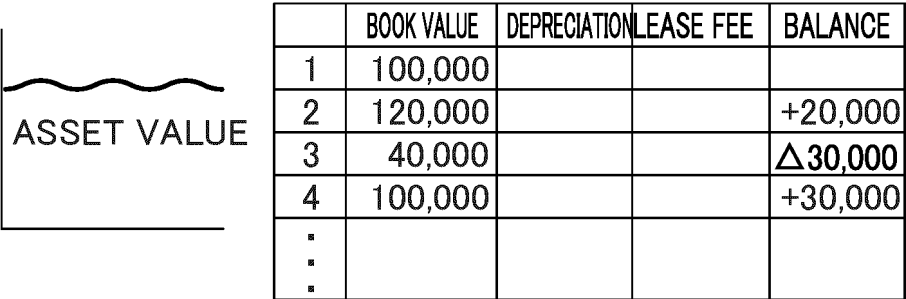 ASSET VALUE
BOOK VALUE DEPRECIATION LEASE FEE BALANCE
1 100,000
2 120,000 +20,000
3 40,000 △30,000
4 100,000 +30,000